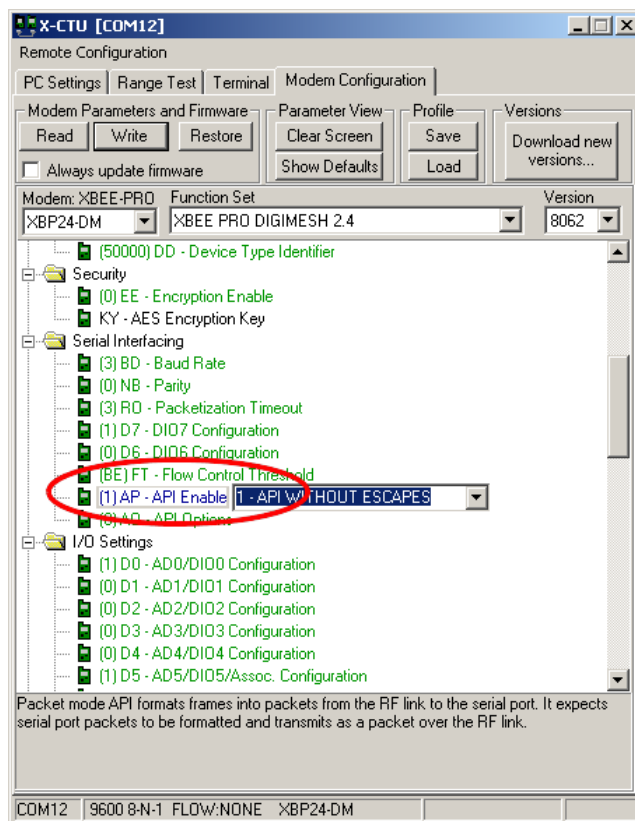 X-CTU [COM12]
Remote Configuration
PC Settings Range Test Terminal Modem Configuration
Modem Parameters and Firmware Parameter View Profile Versions
Read Write Restore Clear Screen Save Download new versions...
Always update firmware Show Defaults Load
Modem: XBEE-PRO Function Set Version
XBP24-DM XBEE PRO DIGIMESH 2.4 8062
(50000) DD - Device Type Identifier
Security
(0) EE - Encryption Enable
KY - AES Encryption Key
Serial Interfacing
(3) BD - Baud Rate
(0) NB - Parity
(3) RO - Packetization Timeout
(1) D7 - DIO7 Configuration
(0) D6 - DIO6 Configuration
(BE) FT - Flow Control Threshold
(1) AP - API Enable 1 - API WITHOUT ESCAPES
(0) AO - API Options
I/O Settings
(1) D0 - AD0/DIO0 Configuration
(0) D1 - AD1/DIO1 Configuration
(0) D2 - AD2/DIO2 Configuration
(0) D3 - AD3/DIO3 Configuration
(0) D4 - AD4/DIO4 Configuration
(1) D5 - AD5/DIO5/Assoc. Configuration
Packet mode API formats frames into packets from the RF link to the serial port. It expects
serial port packets to be formatted and transmits as a packet over the RF link.
COM12 9600 8-N-1 FLOW:NONE XBP24-DM